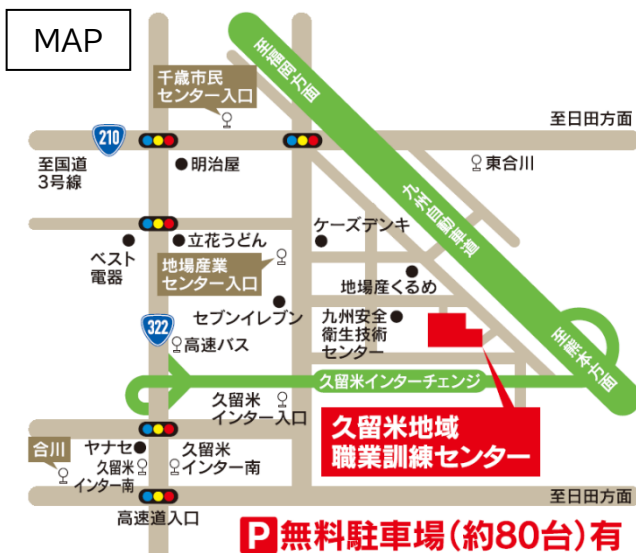 MAP
千歳市民
センター入口
至福岡方面
210
至日田方面
至国道
3号線
明治屋
東合川
九州自動車道
ベスト
電器
立花うどん
地場産業
センター入口
ケーズデンキ
地場産くるめ
セブンイレブン
九州安全
衛生技術
センター
322
高速バス
至熊本方面
久留米インターチェンジ
久留米
インター入口
久留米地域
職業訓練センター
合川
ヤナセ
久留米
インター南
久留米
インター南
高速道入口
至日田方面
P無料駐車場(約80台)有